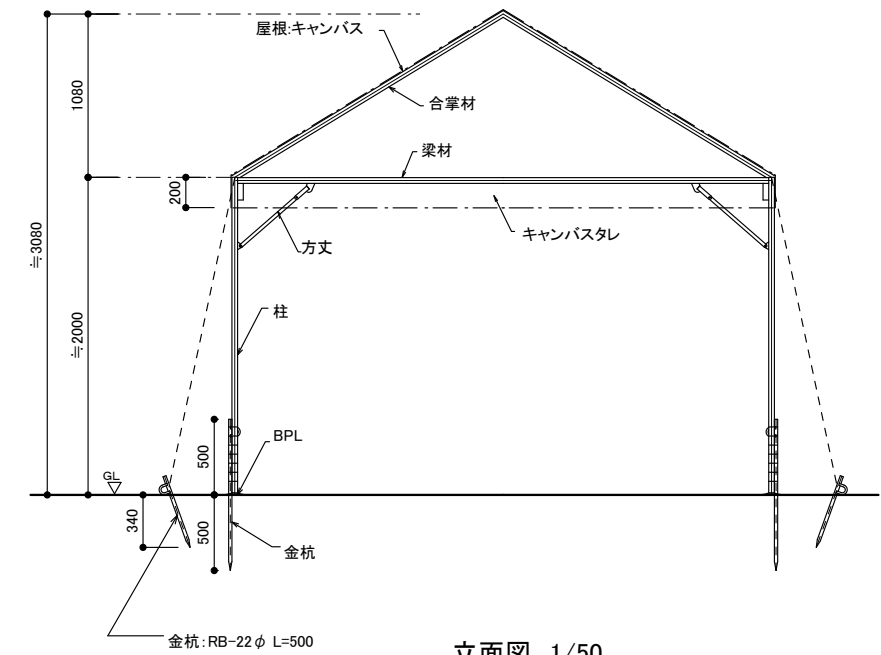 屋根:キャンバス
合掌材
1080
梁材
200
キャンバスタレ
方丈
≒3080
≒2000
柱
BPL
500
GL
340
500
金杭
金杭:RB-22φ L=500
立面図 1/50